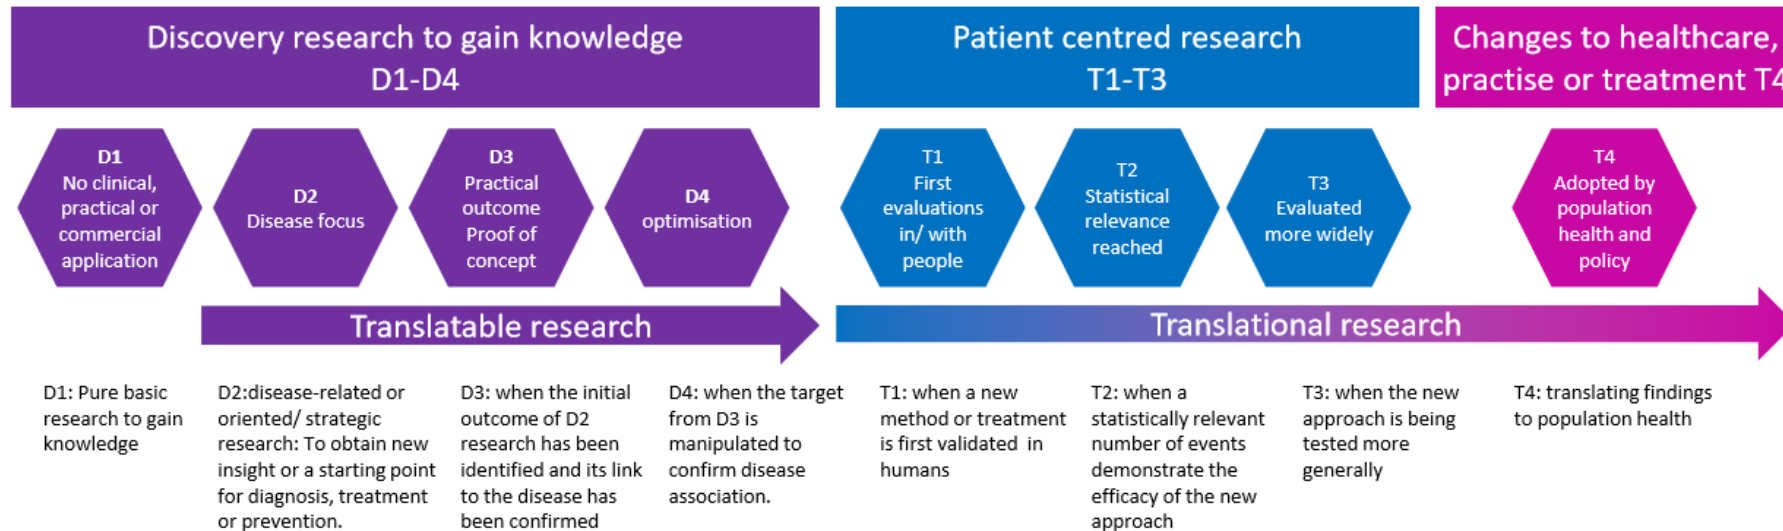 Discovery research to gain knowledge
D1-D4
Patient centred research
T1-T3
Changes to healthcare,
practise or treatment T4
D1
No clinical,
practical or
commercial
application
D2
Disease focus
D3
Practical
outcome
Proof of
concept
D4
optimisation
T1
First
evaluations
in/ with
people
T2
Statistical
relevance
reached
T3
Evaluated
more widely
T4
Adopted by
population
health and
policy
Translatable research
Translational research
D1: Pure basic
research to gain
knowledge
D2:disease-related or
oriented/ strategic
research: To obtain new
insight or a starting point
for diagnosis, treatment
or prevention.
D3: when the initial
outcome of D2
research has been
identified and its link
to the disease has
been confirmed
D4: when the target
from D3 is
manipulated to
confirm disease
association.
T1: when a new
method or treatment
is first validated in
humans
T2: when a
statistically relevant
number of events
demonstrate the
efficacy of the new
approach
T3: when the new
approach is being
tested more
generally
T4: translating findings
to population health